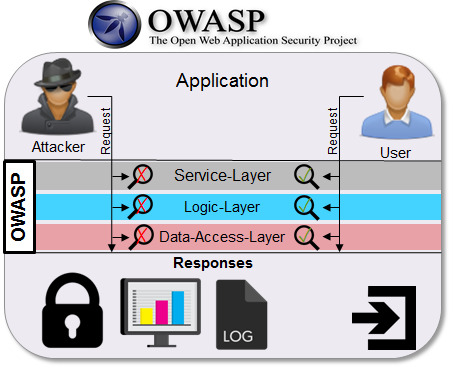 OWASP
The Open Web Application Security Project
Application
Attacker
Request
Request
User
OWASP
Service-Layer
Logic-Layer
Data-Access-Layer
Responses
LOG